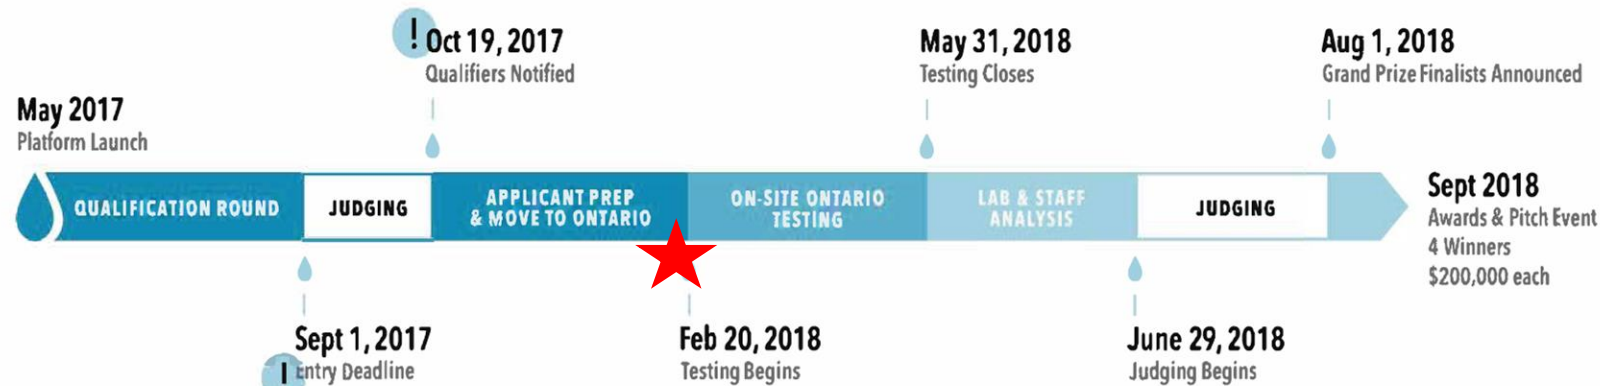 ! Oct 19, 2017
Qualifiers Notified
May 31, 2018
Testing Closes
Aug 1, 2018
Grand Prize Finalists Announced
May 2017
Platform Launch
QUALIFICATION ROUND
JUDGING
APPLICANT PREP
& MOVE TO ONTARIO
ON-SITE ONTARIO
TESTING
LAB & STAFF
ANALYSIS
JUDGING
Sept 2018
Awards & Pitch Event
4 Winners
$200,000 each
Sept 1, 2017
! Entry Deadline
Feb 20, 2018
Testing Begins
June 29, 2018
Judging Begins